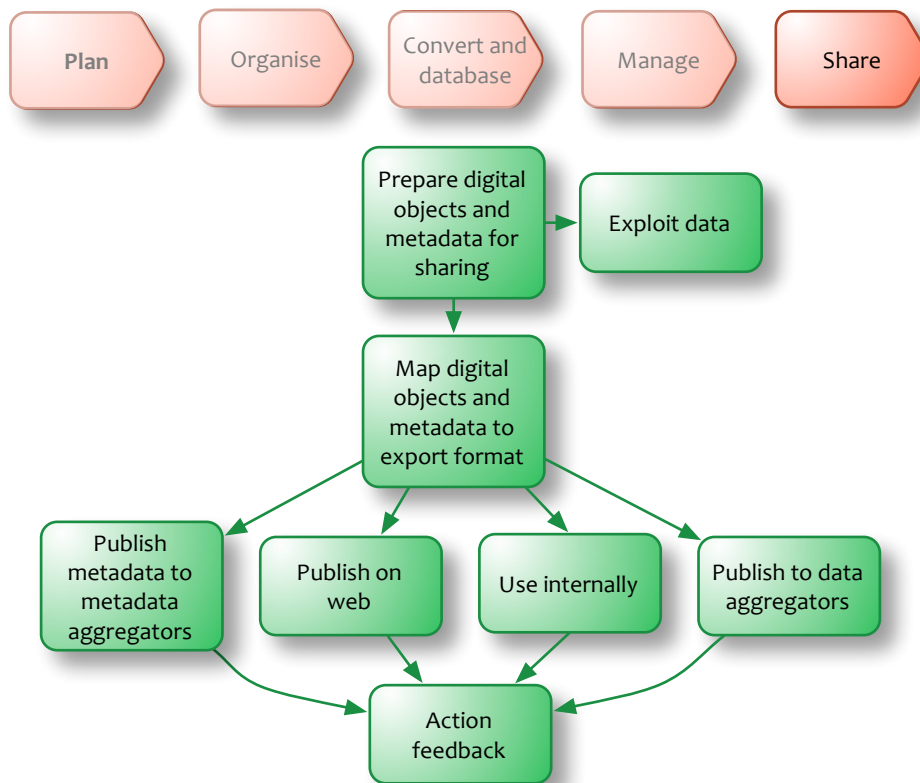 Plan
Organise
Convert and
database
Manage
Share
Prepare digital
objects and
metadata for
sharing
Exploit data
Map digital
objects and
metadata to
export format
Publish
metadata to
metadata
aggregators
Publish on
web
Use internally
Publish to data
aggregators
Action
feedback